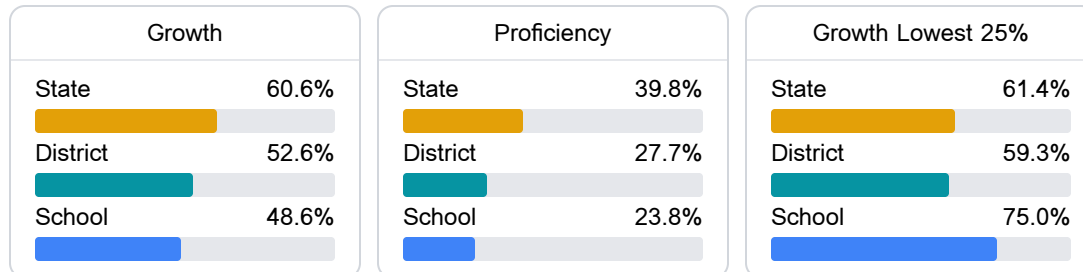 Growth
State 60.6%
District 52.6%
School 48.6%
Proficiency
State 39.8%
District 27.7%
School 23.8%
Growth Lowest 25%
State 61.4%
District 59.3%
School 75.0%